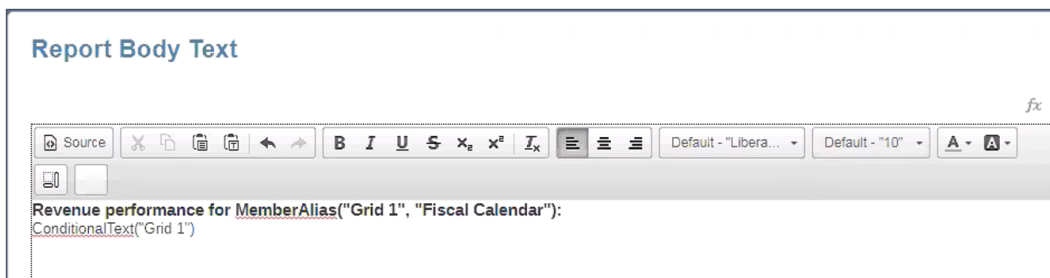 Report Body Text
fx
Source B I U S x₂ x² Tx Default - "Libera... Default - "10" A A
Revenue performance for MemberAlias("Grid 1", "Fiscal Calendar"):
ConditionalText("Grid 1")